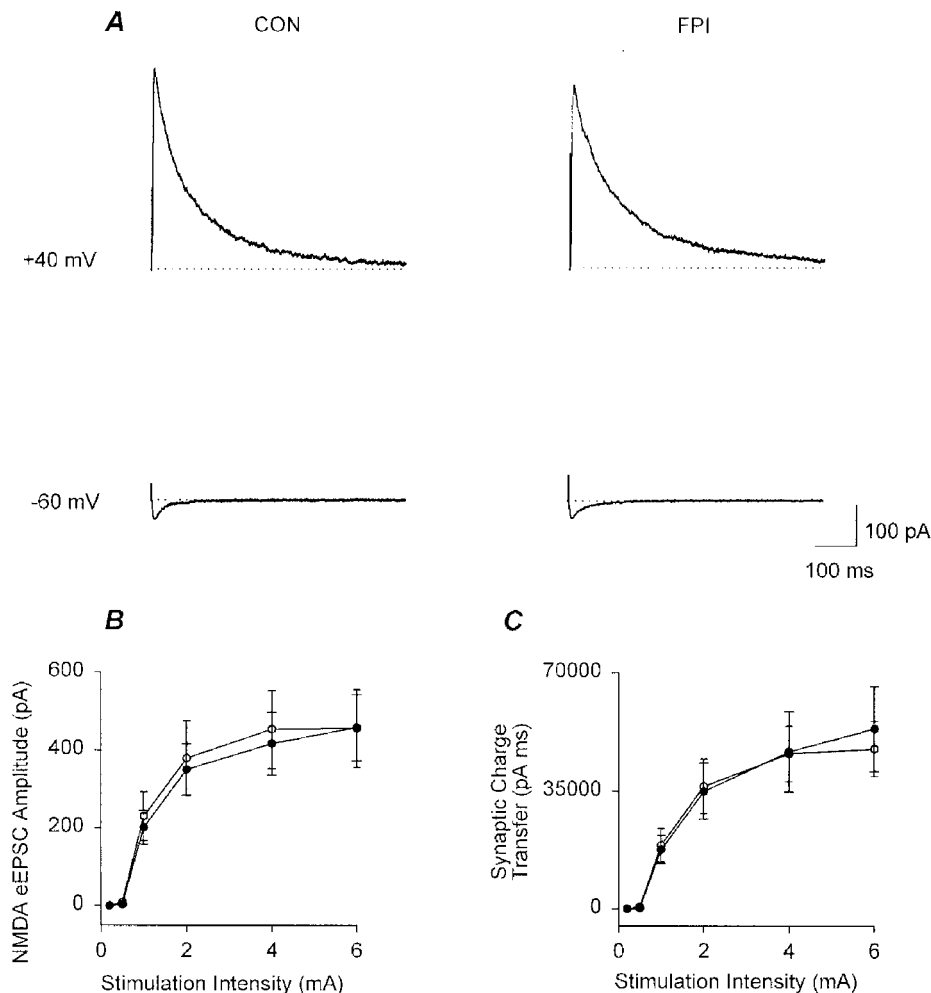 A
CON
FPI
+40 mV
-60 mV
100 pA
100 ms
B
NMDA eEPSC Amplitude (pA)
600
400
200
0
0 2 4 6
Stimulation Intensity (mA)
C
Synaptic Charge
Transfer (pA ms)
70000
35000
0
0 2 4 6
Stimulation Intensity (mA)